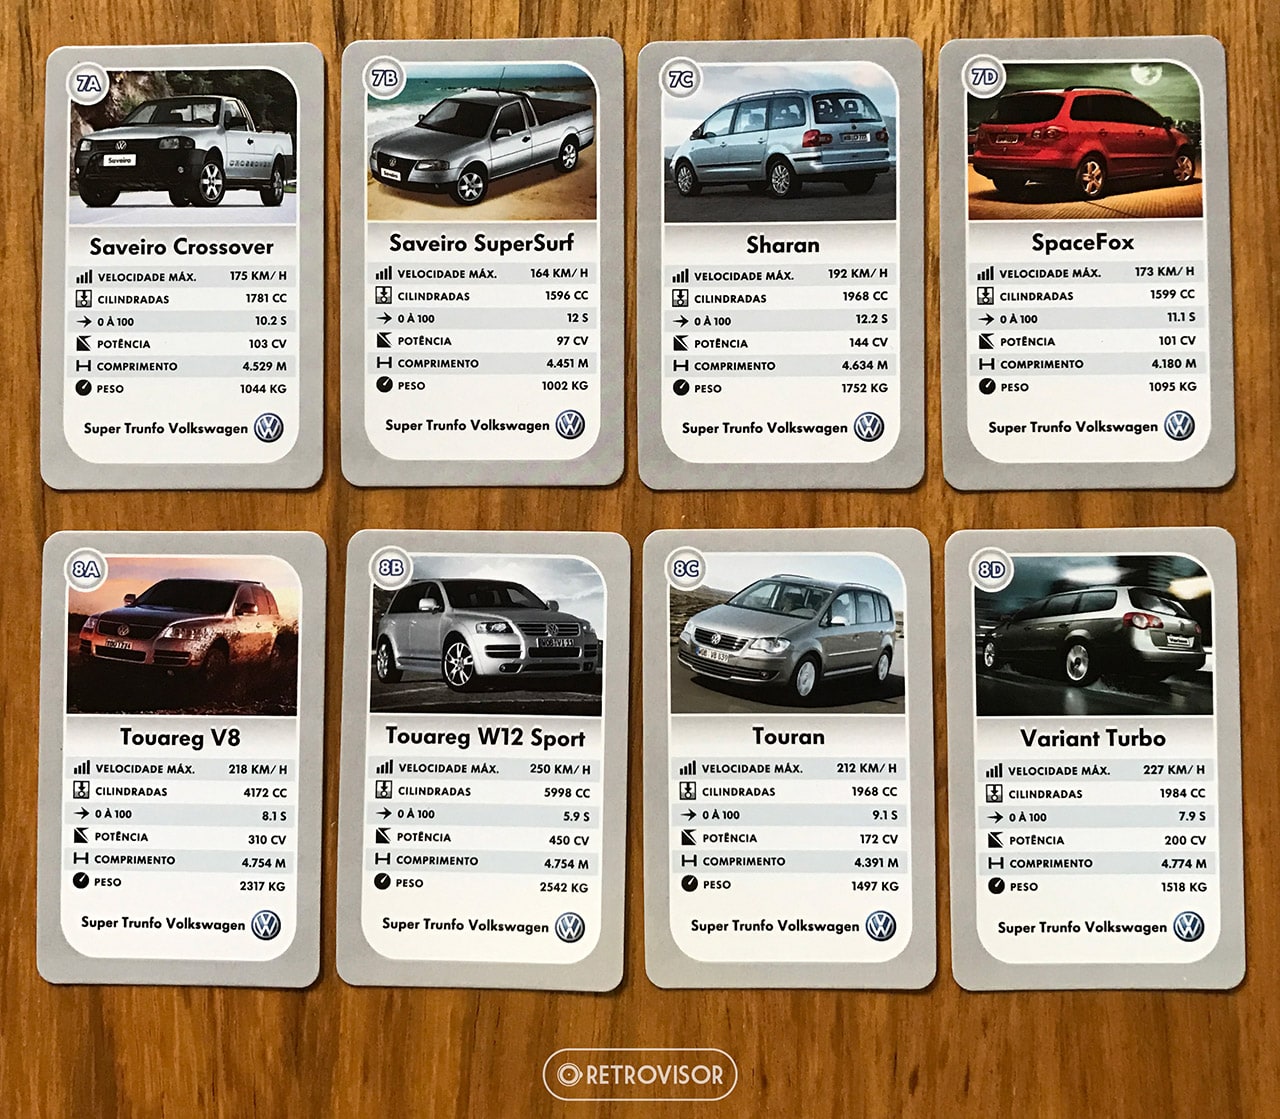 7A
Saveiro
CROSSOVER
Saveiro Crossover
VELOCIDADE MÁX. 175 KM/H
CILINDRADAS 1781 CC
0 À 100 10.2 S
POTÊNCIA 103 CV
COMPRIMENTO 4.529 M
PESO 1044 KG
Super Trunfo Volkswagen
7B
Saveiro
Saveiro SuperSurf
VELOCIDADE MÁX. 164 KM/H
CILINDRADAS 1596 CC
0 À 100 12 S
POTÊNCIA 97 CV
COMPRIMENTO 4.451 M
PESO 1002 KG
Super Trunfo Volkswagen
7C
Sharan
VELOCIDADE MÁX. 192 KM/H
CILINDRADAS 1968 CC
0 À 100 12.2 S
POTÊNCIA 144 CV
COMPRIMENTO 4.634 M
PESO 1752 KG
Super Trunfo Volkswagen
7D
SpaceFox
VELOCIDADE MÁX. 173 KM/H
CILINDRADAS 1599 CC
0 À 100 11.1 S
POTÊNCIA 101 CV
COMPRIMENTO 4.180 M
PESO 1095 KG
Super Trunfo Volkswagen
8A
Touareg V8
VELOCIDADE MÁX. 218 KM/H
CILINDRADAS 4172 CC
0 À 100 8.1 S
POTÊNCIA 310 CV
COMPRIMENTO 4.754 M
PESO 2317 KG
Super Trunfo Volkswagen
8B
Touareg W12 Sport
VELOCIDADE MÁX. 250 KM/H
CILINDRADAS 5998 CC
0 À 100 5.9 S
POTÊNCIA 450 CV
COMPRIMENTO 4.754 M
PESO 2542 KG
Super Trunfo Volkswagen
8C
Touran
VELOCIDADE MÁX. 212 KM/H
CILINDRADAS 1968 CC
0 À 100 9.1 S
POTÊNCIA 172 CV
COMPRIMENTO 4.391 M
PESO 1497 KG
Super Trunfo Volkswagen
8D
Variant Turbo
VELOCIDADE MÁX. 227 KM/H
CILINDRADAS 1984 CC
0 À 100 7.9 S
POTÊNCIA 200 CV
COMPRIMENTO 4.774 M
PESO 1518 KG
Super Trunfo Volkswagen
RETROVISOR